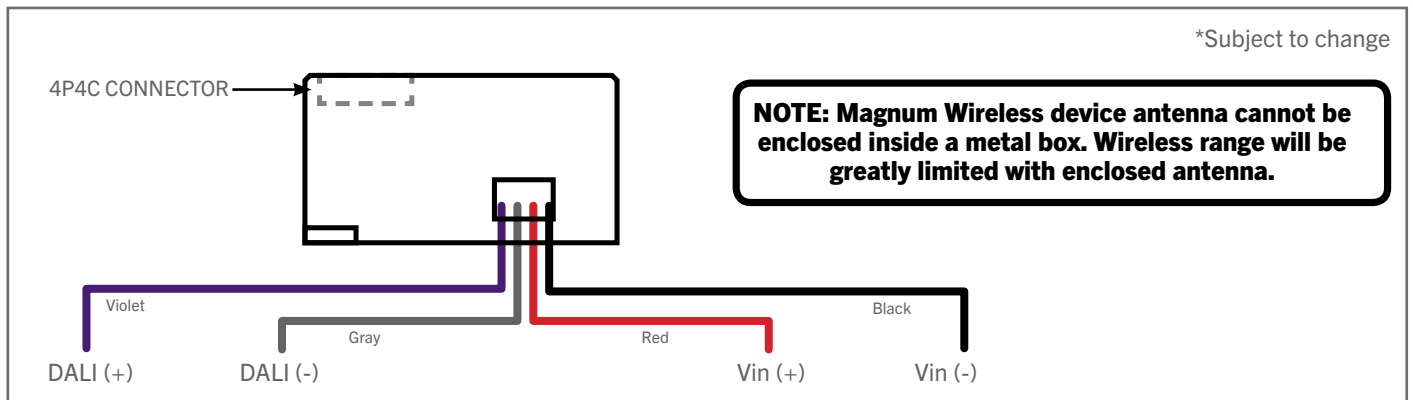 *Subject to change
4P4C CONNECTOR
NOTE: Magnum Wireless device antenna cannot be
enclosed inside a metal box. Wireless range will be
greatly limited with enclosed antenna.
Violet
Black
Gray
Red
DALI (+)
DALI (-)
Vin (+)
Vin (-)